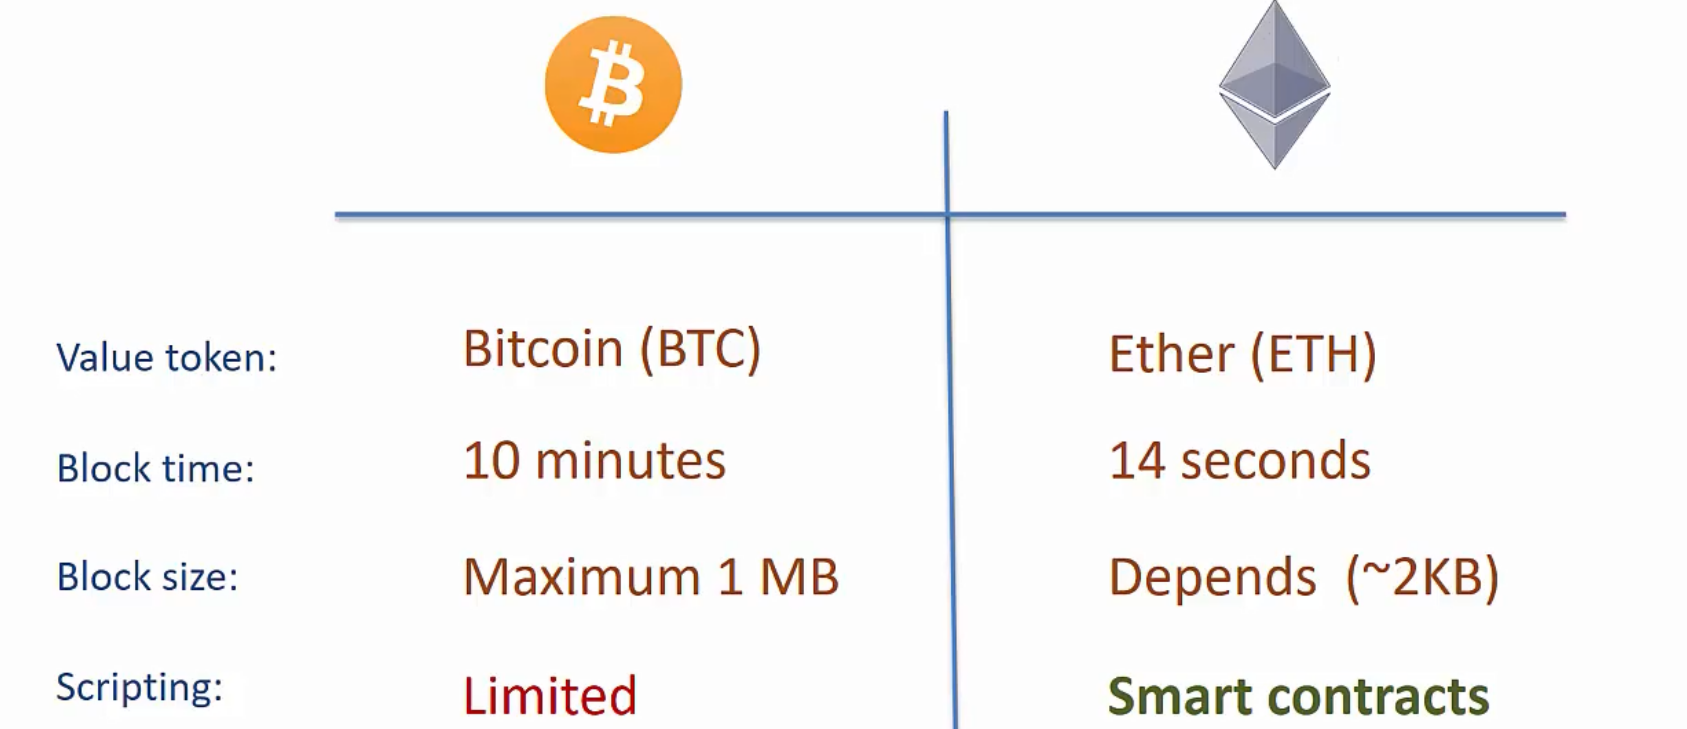 Value token: Bitcoin (BTC) Ether (ETH)
Block time: 10 minutes 14 seconds
Block size: Maximum 1 MB Depends (~2KB)
Scripting: Limited Smart contracts